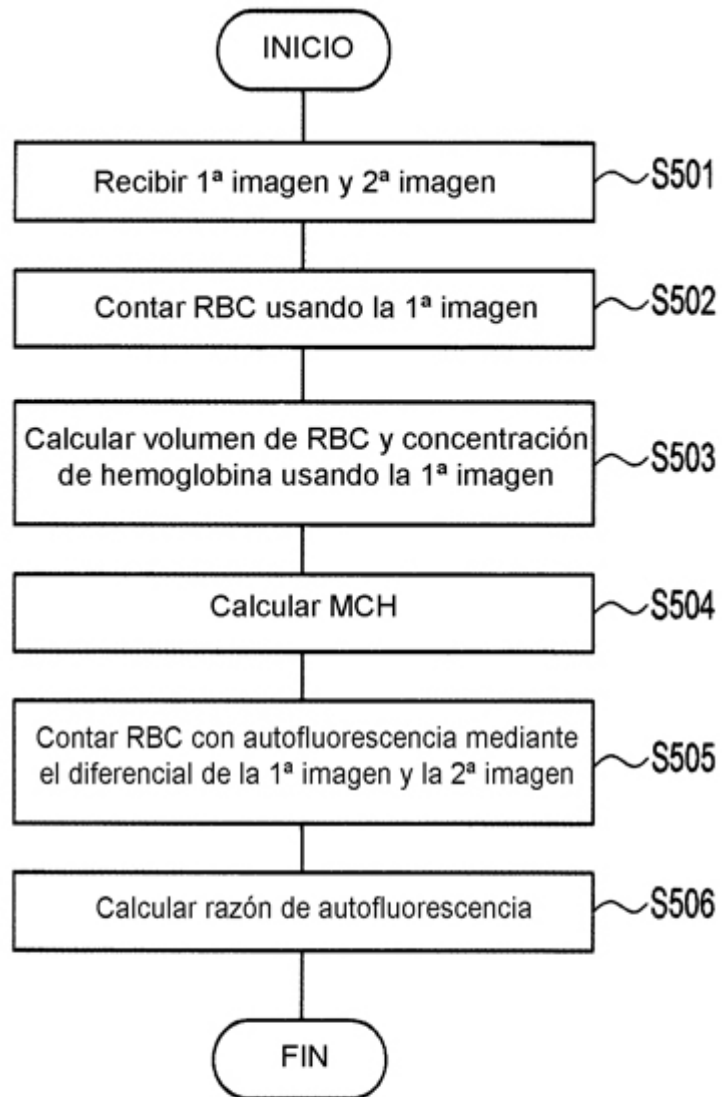 INICIO
Recibir 1ª imagen y 2ª imagen
S501
Contar RBC usando la 1ª imagen
S502
Calcular volumen de RBC y concentración
de hemoglobina usando la 1ª imagen
S503
Calcular MCH
S504
Contar RBC con autofluorescencia mediante
el diferencial de la 1ª imagen y la 2ª imagen
S505
Calcular razón de autofluorescencia
S506
FIN